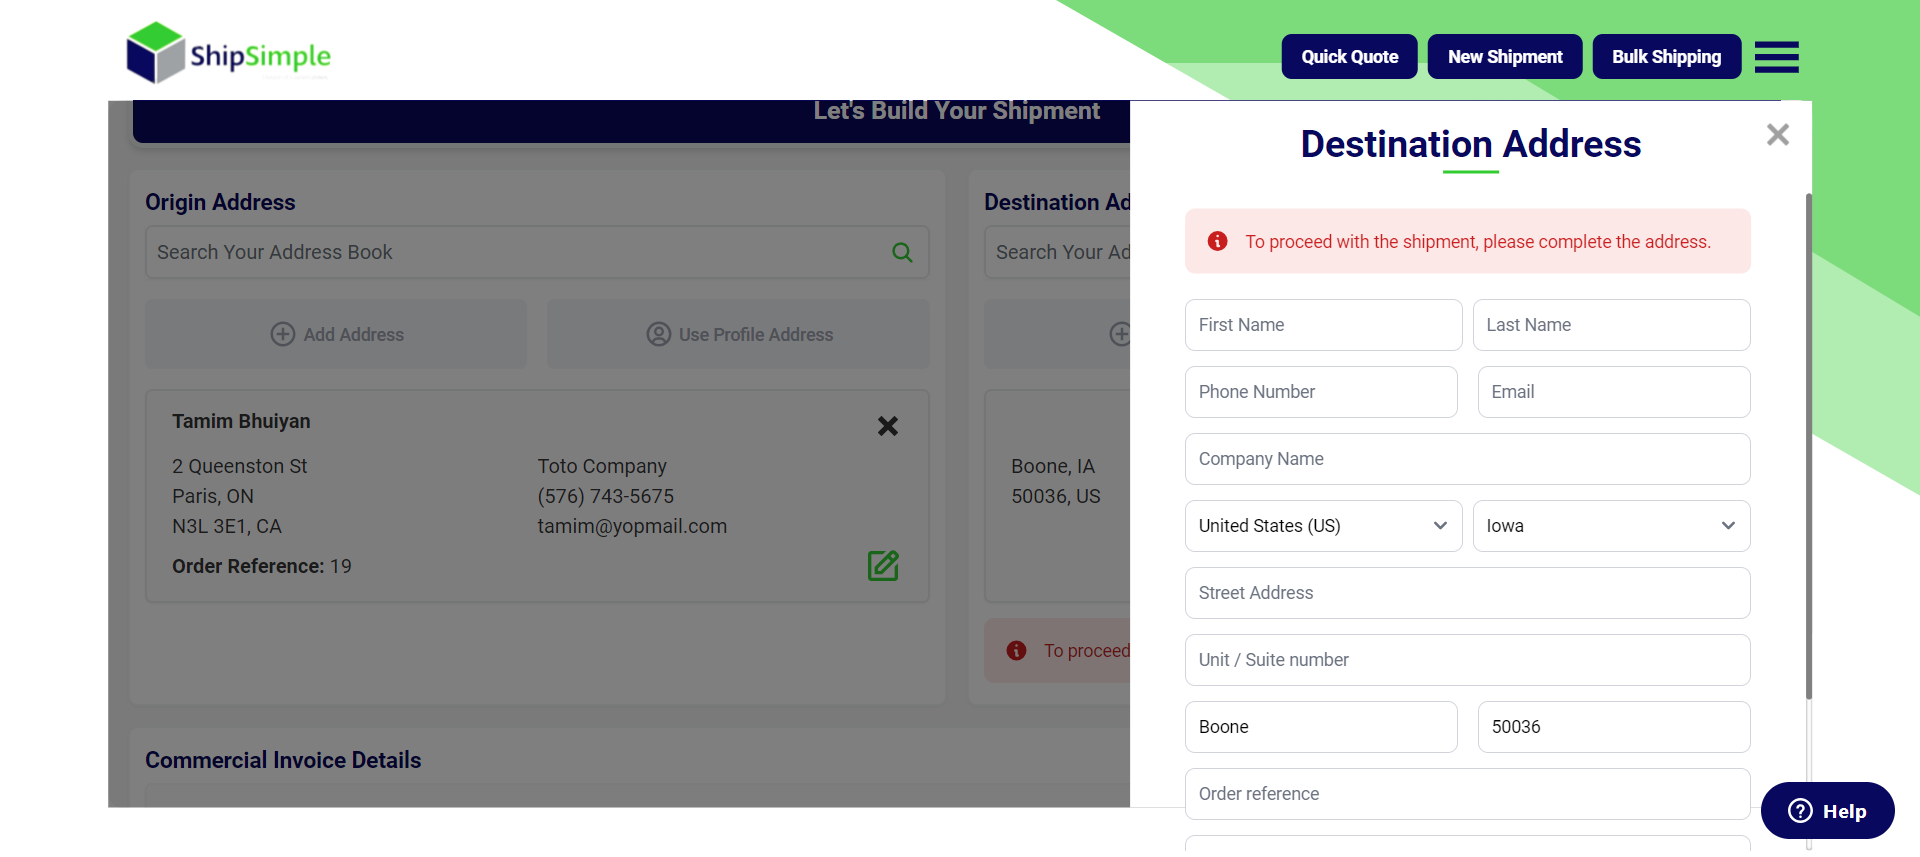 ShipSimple
Quick Quote
New Shipment
Bulk Shipping
Let's Build Your Shipment
Origin Address
Search Your Address Book
Add Address
Use Profile Address
Tamim Bhuiyan
2 Queenston St
Paris, ON
N3L 3E1, CA
Toto Company
(576) 743-5675
tamim@yopmail.com
Order Reference: 19
Destination Ad
Search Your Ad
Boone, IA
50036, US
To proceed
Commercial Invoice Details
Destination Address
To proceed with the shipment, please complete the address.
First Name
Last Name
Phone Number
Email
Company Name
United States (US)
Iowa
Street Address
Unit / Suite number
Boone
50036
Order reference
Help